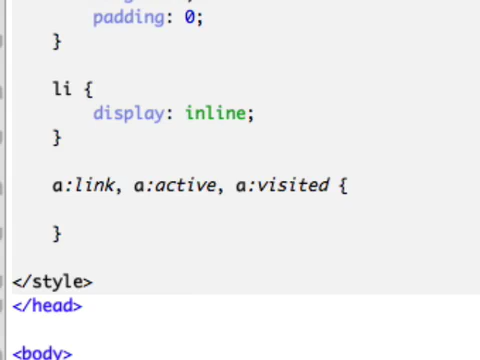 padding: 0;
}
li {
display: inline;
}
a:link, a:active, a:visited {
}
</style>
</head>
<body>